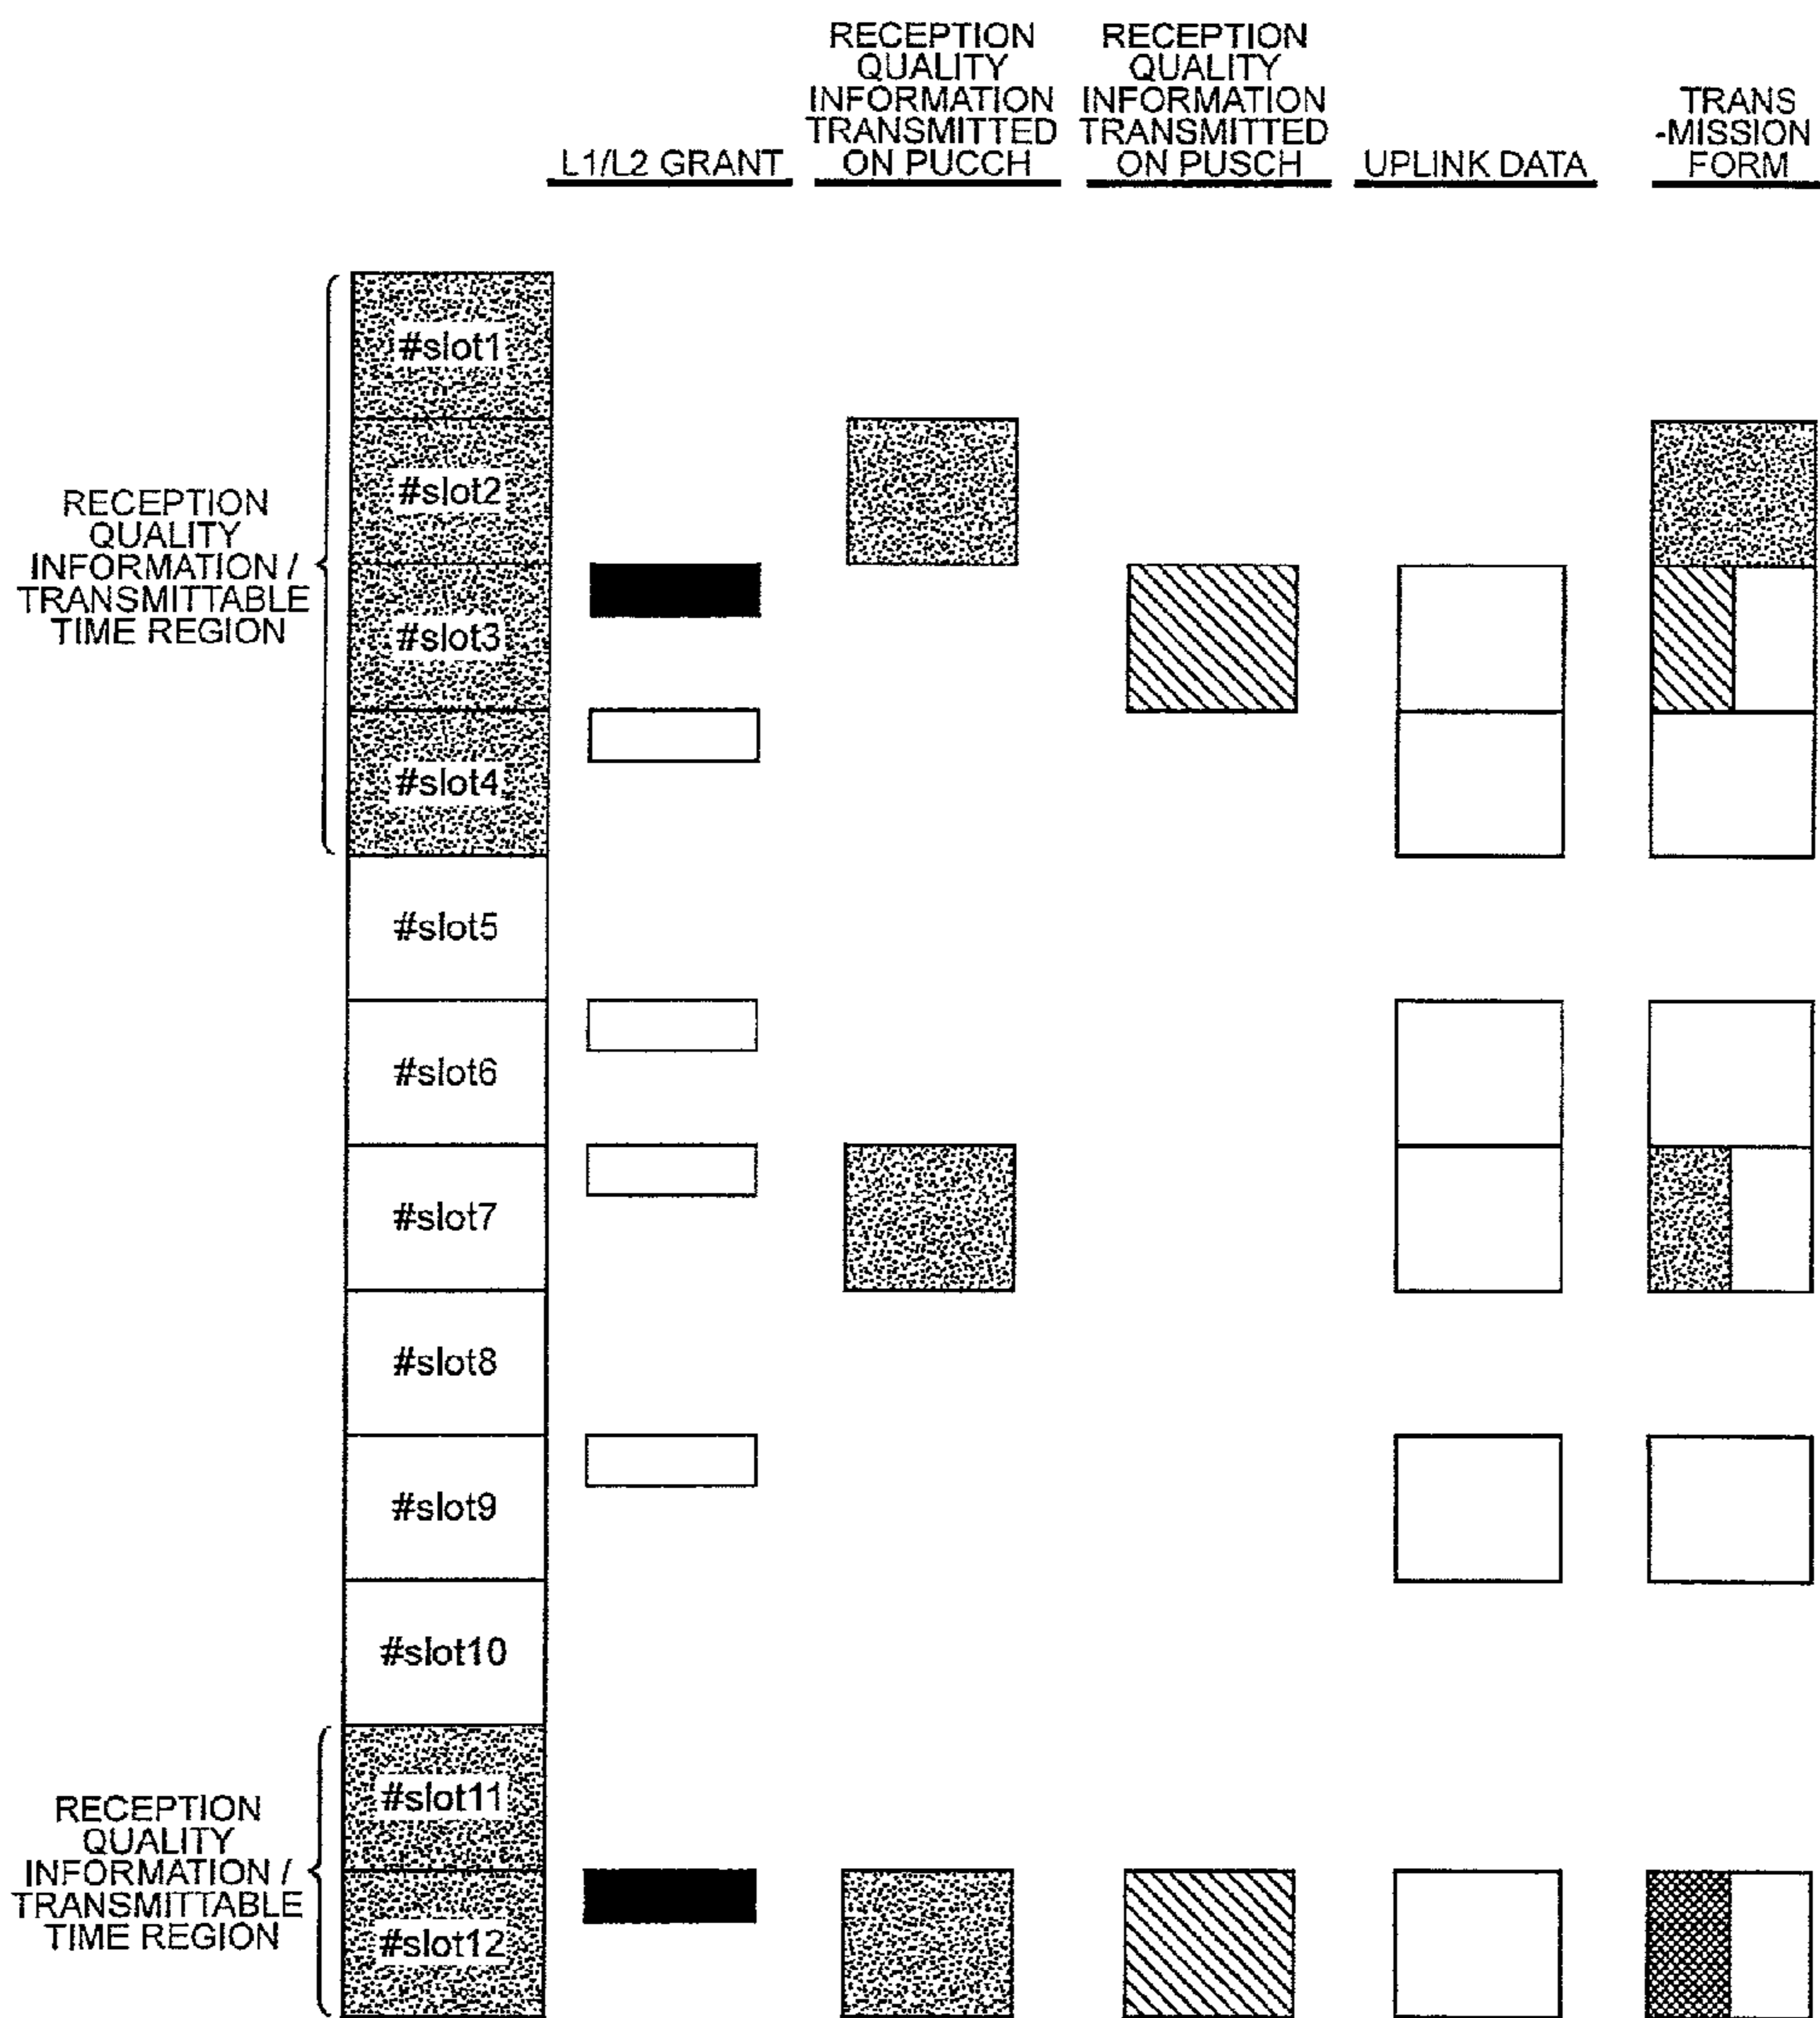 L1/L2 GRANT
RECEPTION
QUALITY
INFORMATION
TRANSMITTED
ON PUCCH
RECEPTION
QUALITY
INFORMATION
TRANSMITTED
ON PUSCH
UPLINK DATA
TRANS
-MISSION
FORM
RECEPTION
QUALITY
INFORMATION /
TRANSMITTABLE
TIME REGION
#slot1
#slot2
#slot3
#slot4
#slot5
#slot6
#slot7
#slot8
#slot9
#slot10
RECEPTION
QUALITY
INFORMATION /
TRANSMITTABLE
TIME REGION
#slot11
#slot12